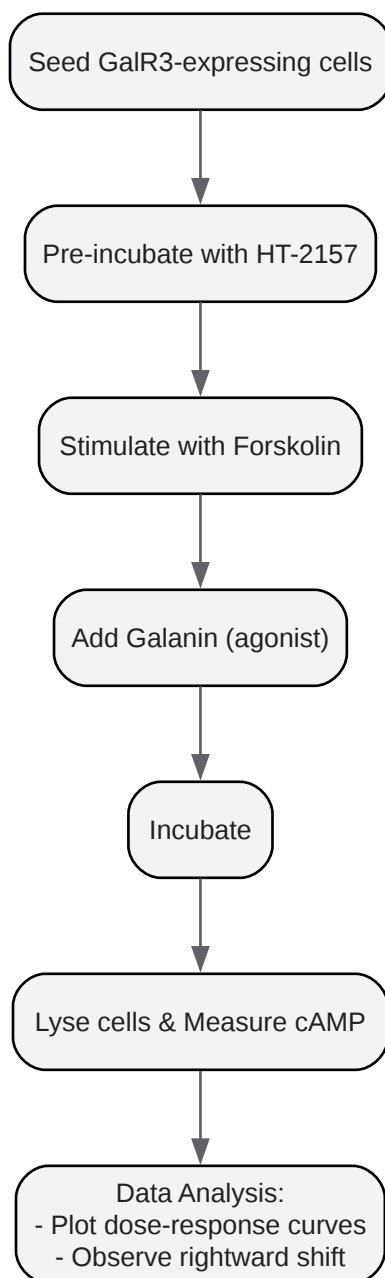 Seed GalR3-expressing cells
Pre-incubate with HT-2157
Stimulate with Forskolin
Add Galanin (agonist)
Incubate
Lyse cells & Measure cAMP
Data Analysis:
- Plot dose-response curves
- Observe rightward shift